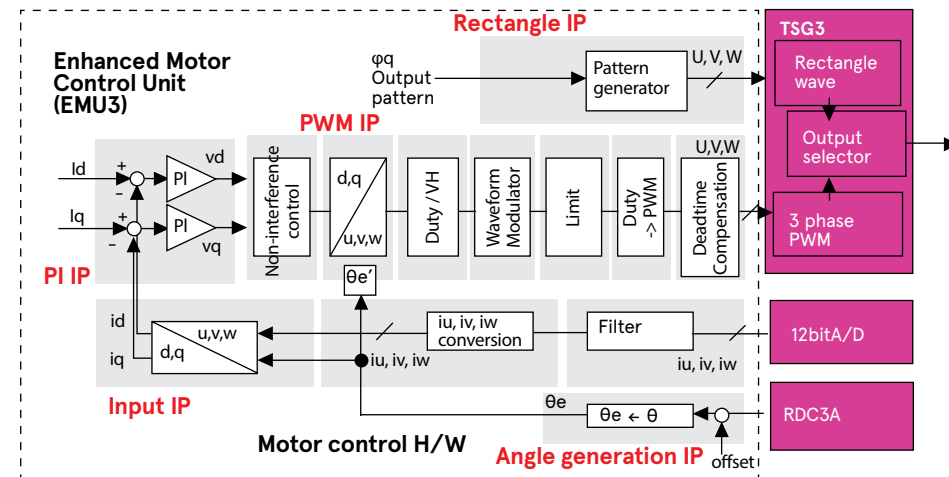 Rectangle IP
TSG3
Enhanced Motor
Control Unit
(EMU3)
φq
Output
pattern
Pattern
generator
U, V, W
Rectangle
wave
PWM IP
Output
selector
U,V,W
Id
+
−
PI
vd
Iq
+
−
PI
vq
Non-interference
control
d,q
u,v,w
Duty / VH
Waveform
Modulator
Limit
Duty
-> PWM
Deadtime
Compensation
3 phase
PWM
PI IP
θe’
id
iq
u,v,w
d,q
iu, iv, iw
conversion
Filter
12bitA/D
iu, iv, iw
iu, iv, iw
Input IP
θe
θe ← θ
RDC3A
Motor control H/W
Angle generation IP
offset